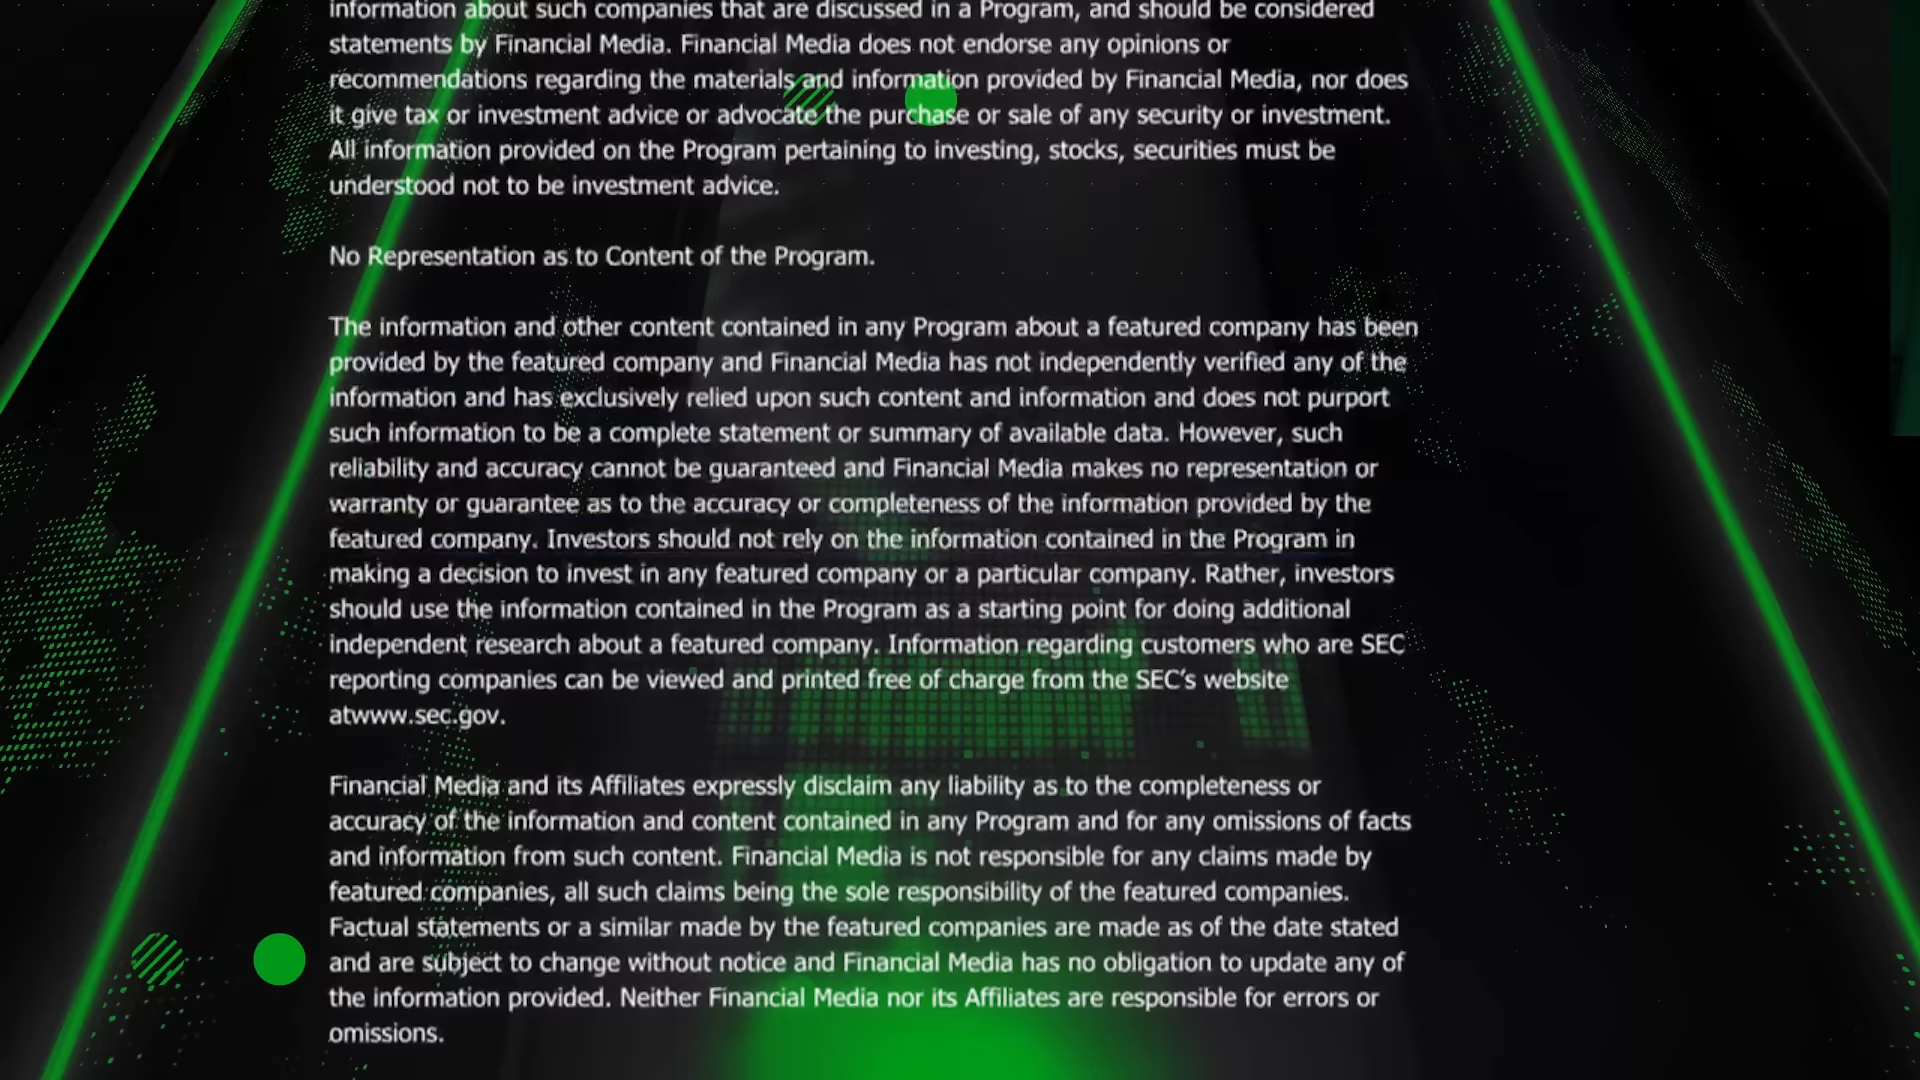 information about such companies that are discussed in a Program, and should be considered
statements by Financial Media. Financial Media does not endorse any opinions or
recommendations regarding the materials and information provided by Financial Media, nor does
it give tax or investment advice or advocate the purchase or sale of any security or investment.
All information provided on the Program pertaining to investing, stocks, securities must be
understood not to be investment advice.
No Representation as to Content of the Program.
The information and other content contained in any Program about a featured company has been
provided by the featured company and Financial Media has not independently verified any of the
information and has exclusively relied upon such content and information and does not purport
such information to be a complete statement or summary of available data. However, such
reliability and accuracy cannot be guaranteed and Financial Media makes no representation or
warranty or guarantee as to the accuracy or completeness of the information provided by the
featured company. Investors should not rely on the information contained in the Program in
making a decision to invest in any featured company or a particular company. Rather, investors
should use the information contained in the Program as a starting point for doing additional
independent research about a featured company. Information regarding customers who are SEC
reporting companies can be viewed and printed free of charge from the SEC’s website
atwww.sec.gov.
Financial Media and its Affiliates expressly disclaim any liability as to the completeness or
accuracy of the information and content contained in any Program and for any omissions of facts
and information from such content. Financial Media is not responsible for any claims made by
featured companies, all such claims being the sole responsibility of the featured companies.
Factual statements or a similar made by the featured companies are made as of the date stated
and are subject to change without notice and Financial Media has no obligation to update any of
the information provided. Neither Financial Media nor its Affiliates are responsible for errors or
omissions.